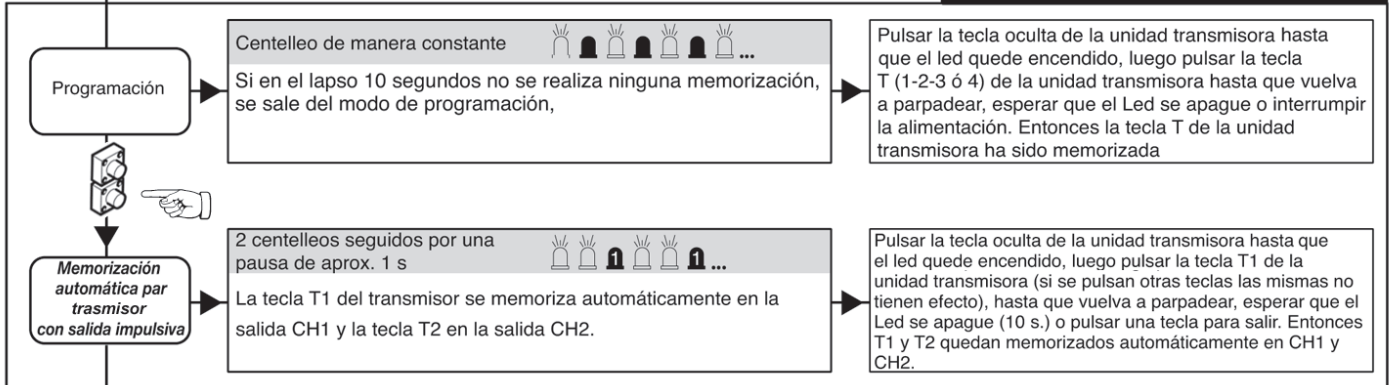 Programación
Centelleo de manera constante
...
Si en el lapso 10 segundos no se realiza ninguna memorización,
se sale del modo de programación,
Pulsar la tecla oculta de la unidad transmisora hasta
que el led quede encendido, luego pulsar la tecla
T (1-2-3 ó 4) de la unidad transmisora hasta que vuelva
a parpadear, esperar que el Led se apague o interrumpir
la alimentación. Entonces la tecla T de la unidad
transmisora ha sido memorizada
Memorización
automática par
trasmisor
con salida impulsiva
2 centelleos seguidos por una
pausa de aprox. 1 s
1 1 ...
La tecla T1 del transmisor se memoriza automáticamente en la
salida CH1 y la tecla T2 en la salida CH2.
Pulsar la tecla oculta de la unidad transmisora hasta que
el led quede encendido, luego pulsar la tecla T1 de la
unidad transmisora (si se pulsan otras teclas las mismas no
tienen efecto), hasta que vuelva a parpadear, esperar que el
Led se apague (10 s.) o pulsar una tecla para salir. Entonces
T1 y T2 quedan memorizados automáticamente en CH1 y
CH2.